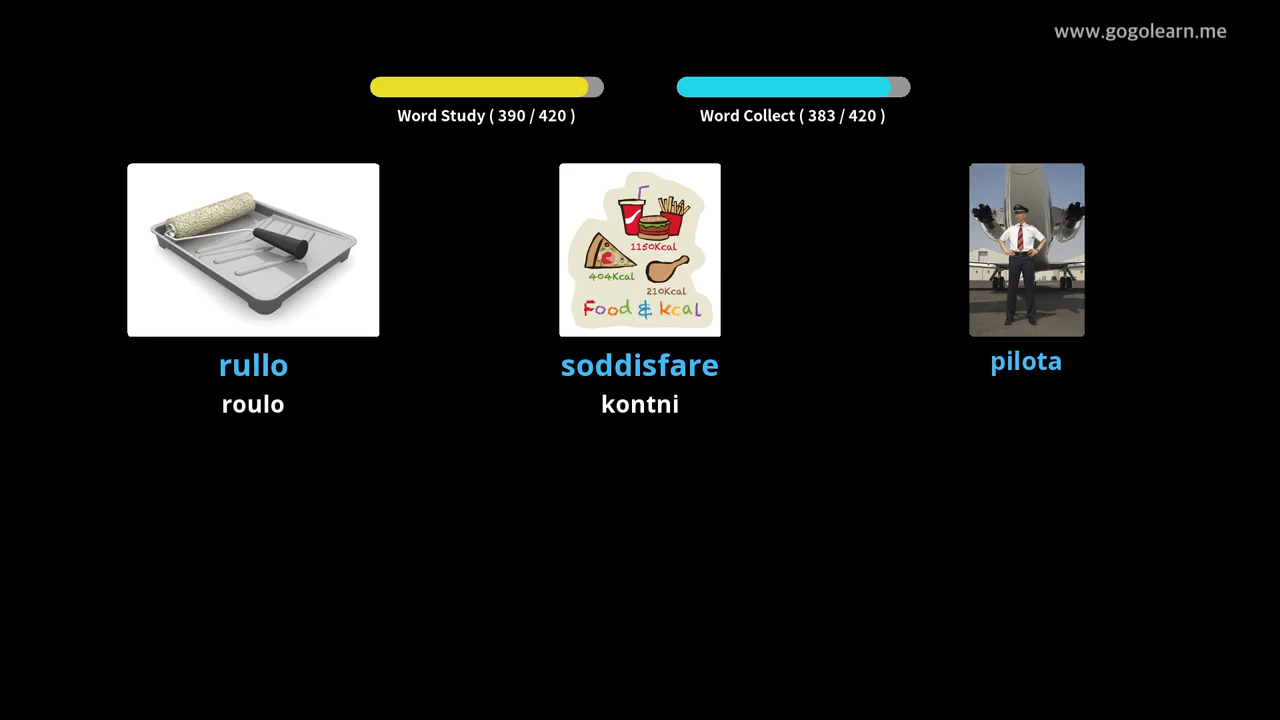 www.gogolearn.me
Word Study ( 390 / 420 )
Word Collect ( 383 / 420 )
1150Kcal
404Kcal
210Kcal
Food & kcal
rullo
soddisfare
pilota
roulo
kontni